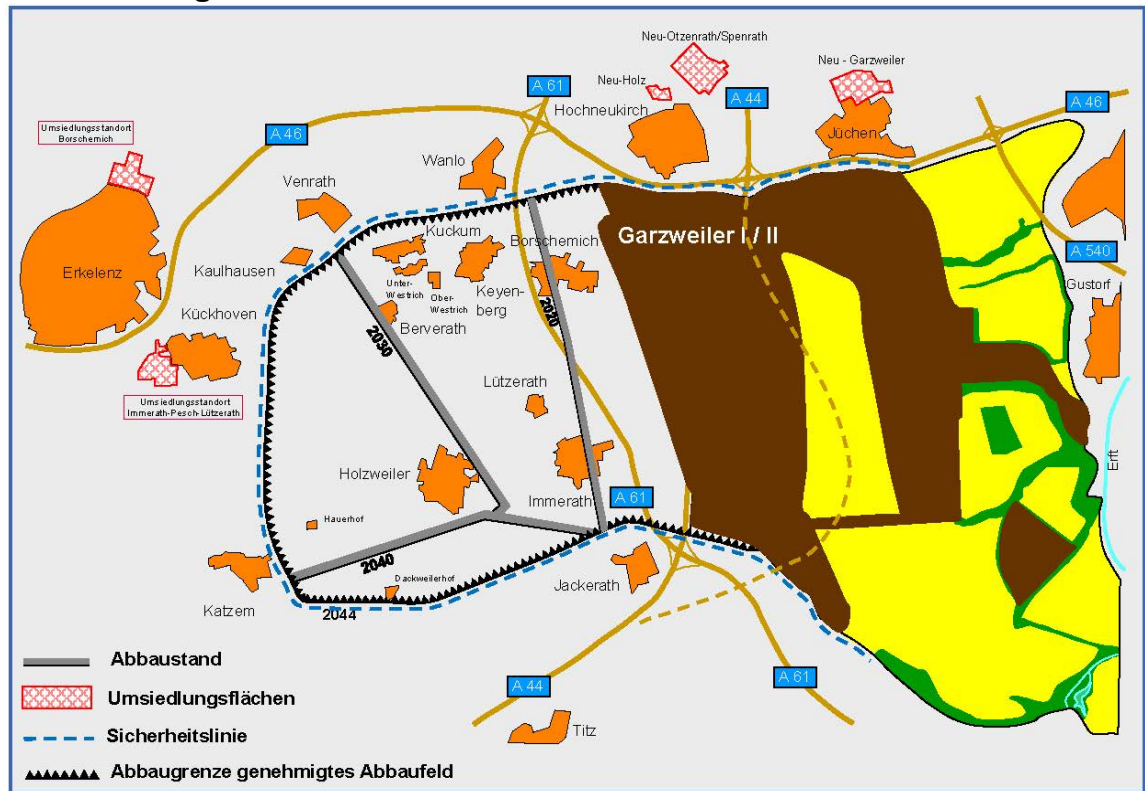 Neu-Otzenrath/Spenrath
Neu - Garzweiler
Neu-Holz
A 61
A 44
A 46
Hochneukirch
Jüchen
Umsiedlungsstandort
Borschemich
A 46
Wanlo
Venrath
Kuckum
Borschemich
Garzweiler I / II
A 540
Erkelenz
Kaulhausen
Unter-
Westrich
Ober-
Westrich
Keyen-
berg
Gustorf
Kückhoven
Berverath
2030
2020
Umsiedlungsstandort
Immerath-Pesch-Lützerath
Lützerath
Erft
Holzweiler
Immerath
A 61
Hauerhof
2040
Dackweilerhof
Jackerath
Katzem
2044
Abbaustand
A 44
A 61
Umsiedlungsflächen
Titz
Sicherheitslinie
Abbaugrenze genehmigtes Abbaufeld